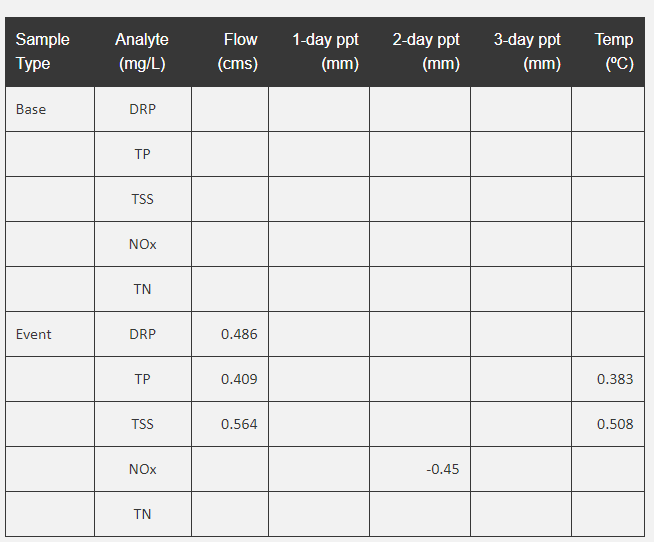 Sample Type Analyte (mg/L) Flow (cms) 1-day ppt (mm) 2-day ppt (mm) 3-day ppt (mm) Temp (ºC)
Base DRP
TP
TSS
NOx
TN
Event DRP 0.486
TP 0.409 0.383
TSS 0.564 0.508
NOx -0.45
TN